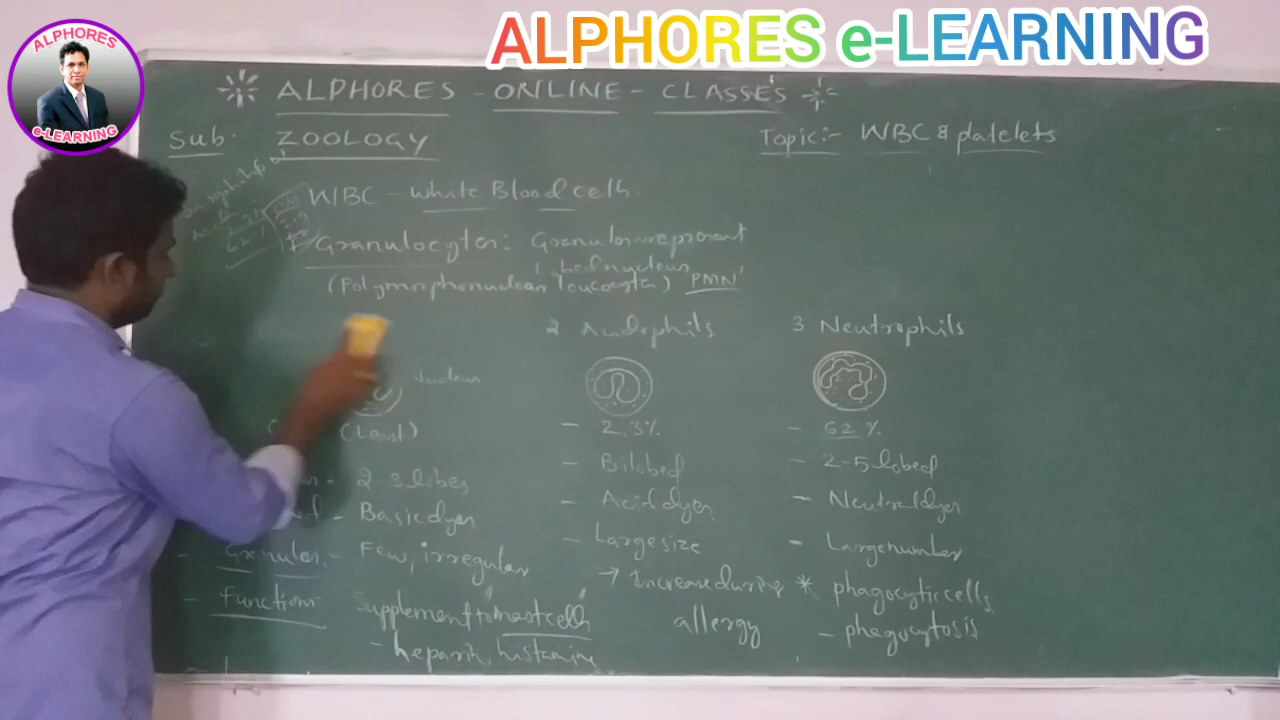 ALPHORES e-LEARNING
ALPHORES
e-LEARNING
ALPHORES - ONLINE - CLASSES
Sub: ZOOLOGY
Topic:- WBC & platelets
WBC - White Blood cells
Granulocytes: Granules are present
Lobed nucleus
(Polymorphonuclear leucocytes) PMN'
2 Acidophils
3 Neutrophils
Nucleus
(Least)
- 2.3%
- 62%
- 2-3 lobes
- Bilobed
- 2-5 lobed
- Basic dyes
- Acid dyes
- Neutral dyes
- Granules - Few, irregular
- Large size
- Large number
- Functions: Supplement to mast cells
→ Increase during
* phagocytic cells
allergy
- heparin, histamine
- phagocytosis